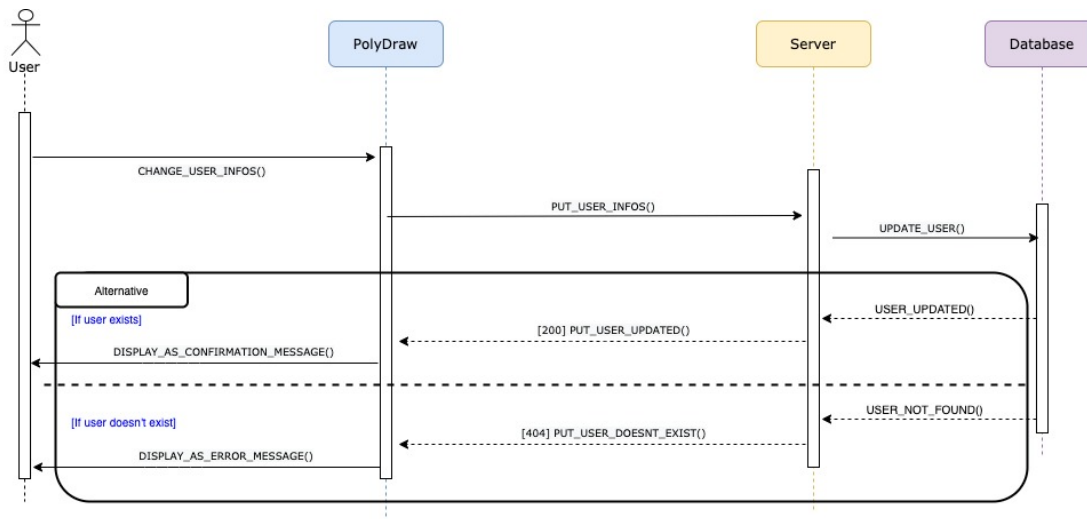 User
PolyDraw
Server
Database
CHANGE_USER_INFOS()
PUT_USER_INFOS()
UPDATE_USER()
Alternative
[If user exists]
USER_UPDATED()
[200] PUT_USER_UPDATED()
DISPLAY_AS_CONFIRMATION_MESSAGE()
[If user doesn't exist]
USER_NOT_FOUND()
[404] PUT_USER_DOESNT_EXIST()
DISPLAY_AS_ERROR_MESSAGE()